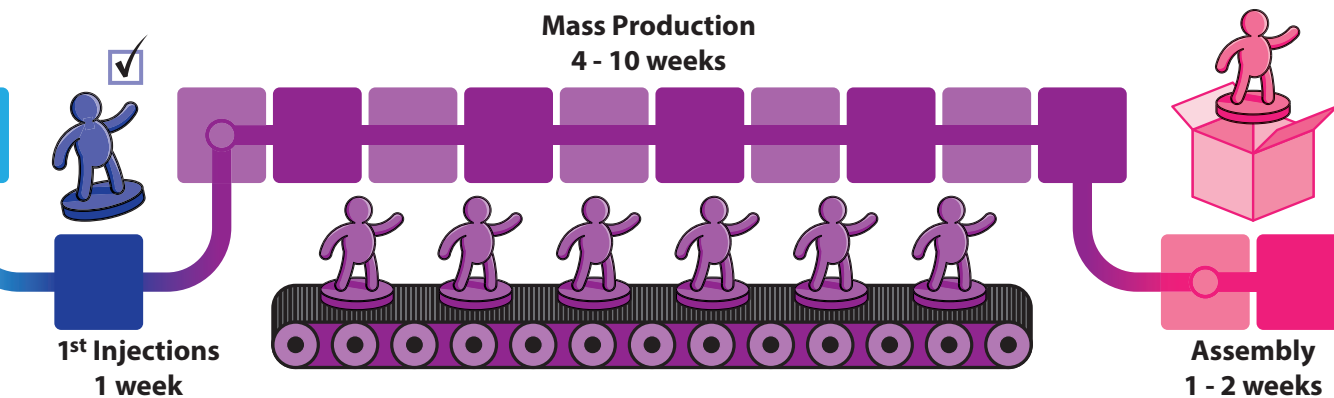 Mass Production
4 - 10 weeks
1st Injections
1 week
Assembly
1 - 2 weeks